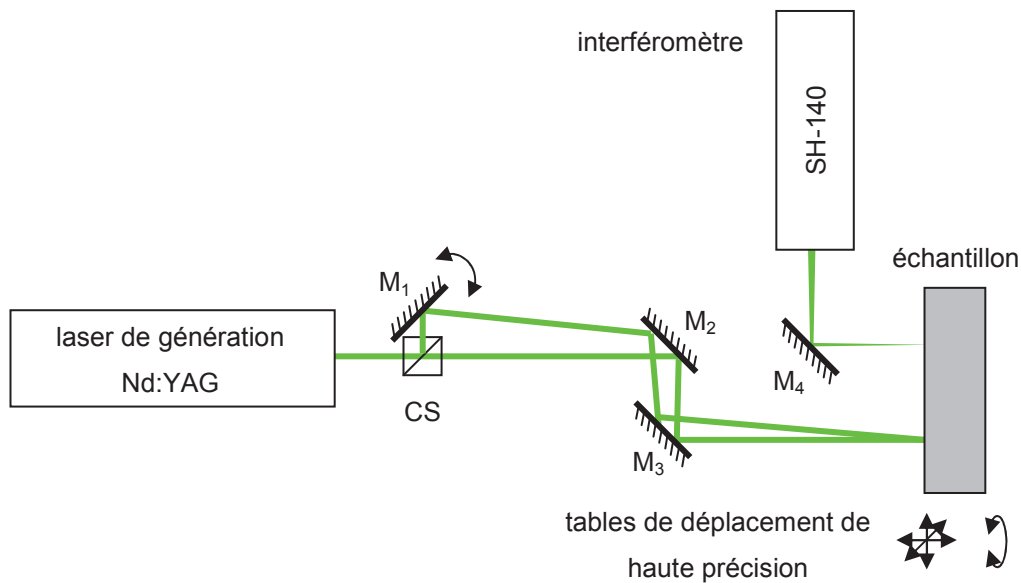 interféromètre
SH-140
échantillon
M₁
laser de génération
Nd:YAG
M₂
M₄
CS
M₃
tables de déplacement de
haute précision